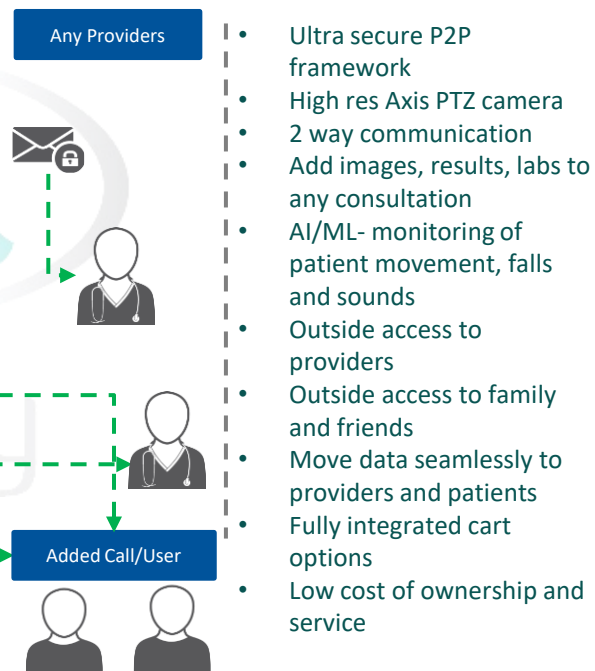 Any Providers
Added Call/User
• Ultra secure P2P
framework
• High res Axis PTZ camera
• 2 way communication
• Add images, results, labs to
any consultation
• AI/ML- monitoring of
patient movement, falls
and sounds
• Outside access to
providers
• Outside access to family
and friends
• Move data seamlessly to
providers and patients
• Fully integrated cart
options
• Low cost of ownership and
service